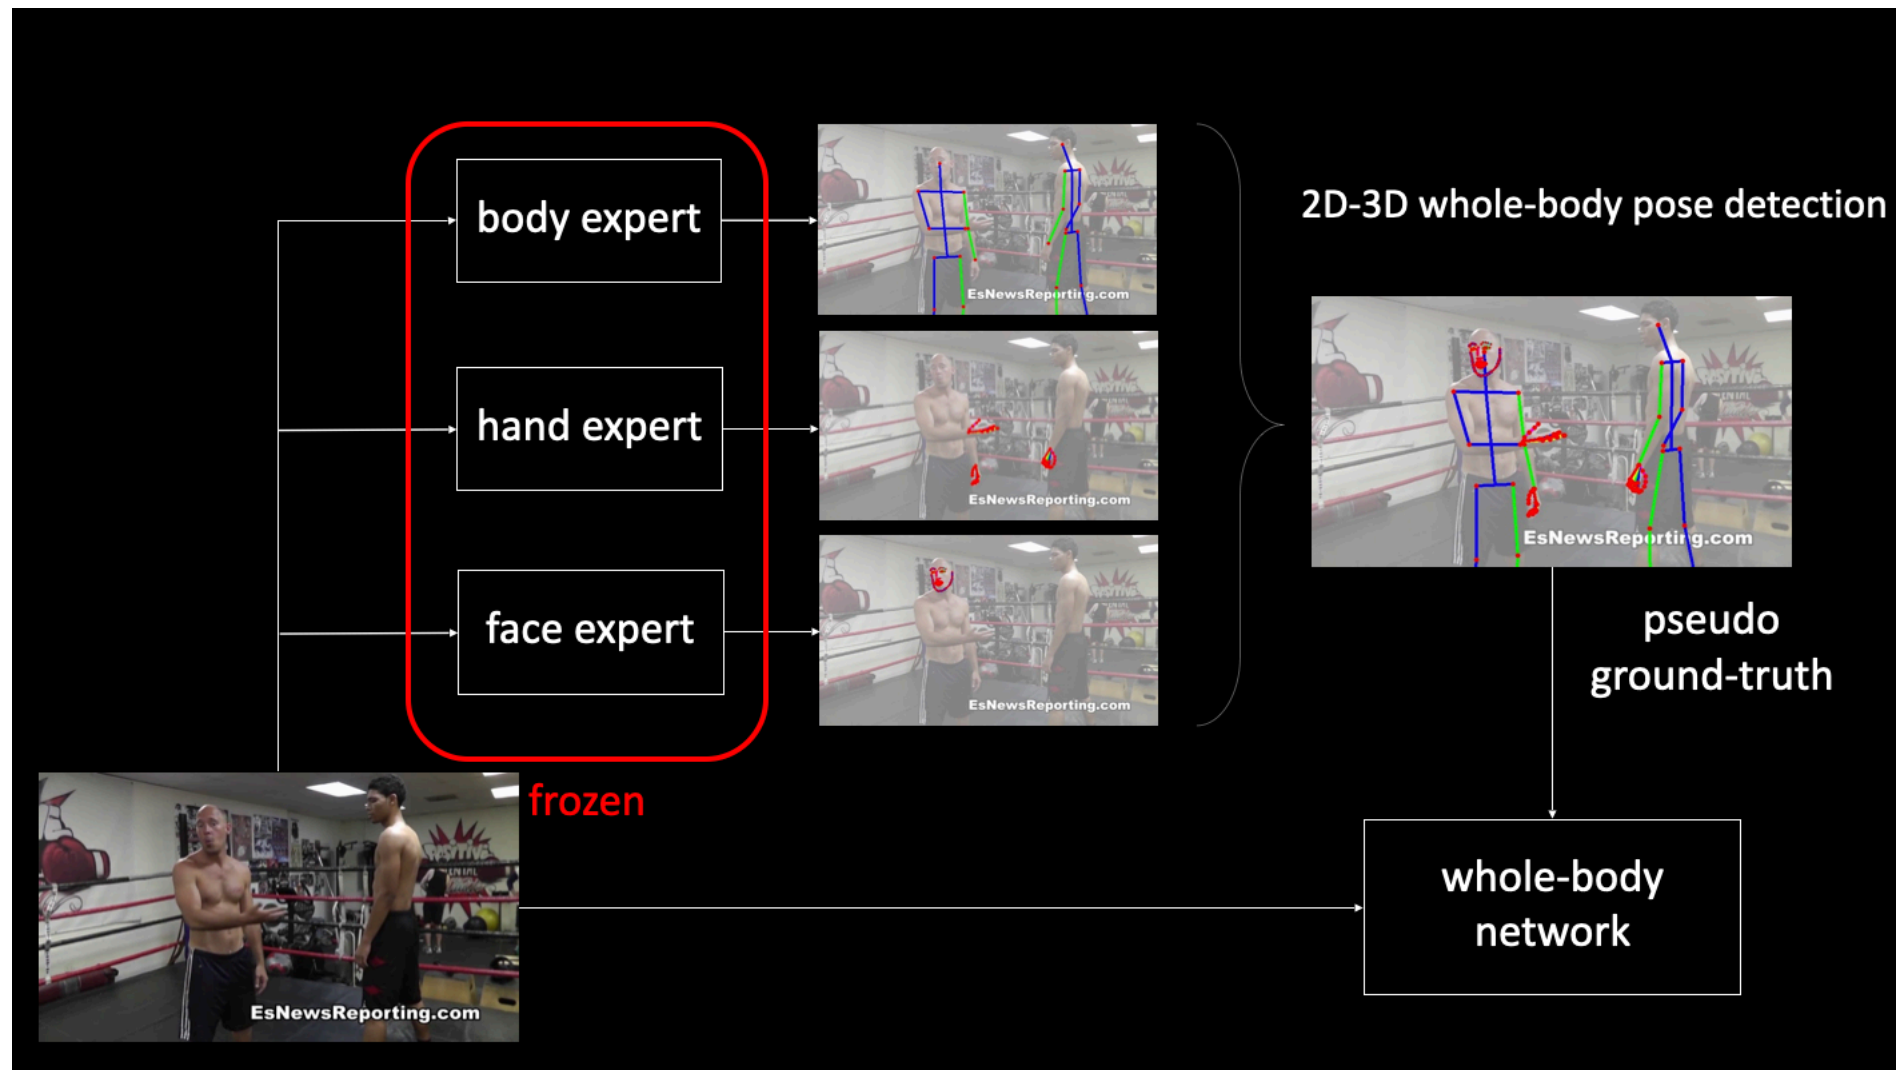 body expert
hand expert
face expert
frozen
EsNewsReporting.com
EsNewsReporting.com
EsNewsReporting.com
EsNewsReporting.com
2D-3D whole-body pose detection
EsNewsReporting.com
pseudo
ground-truth
whole-body
network